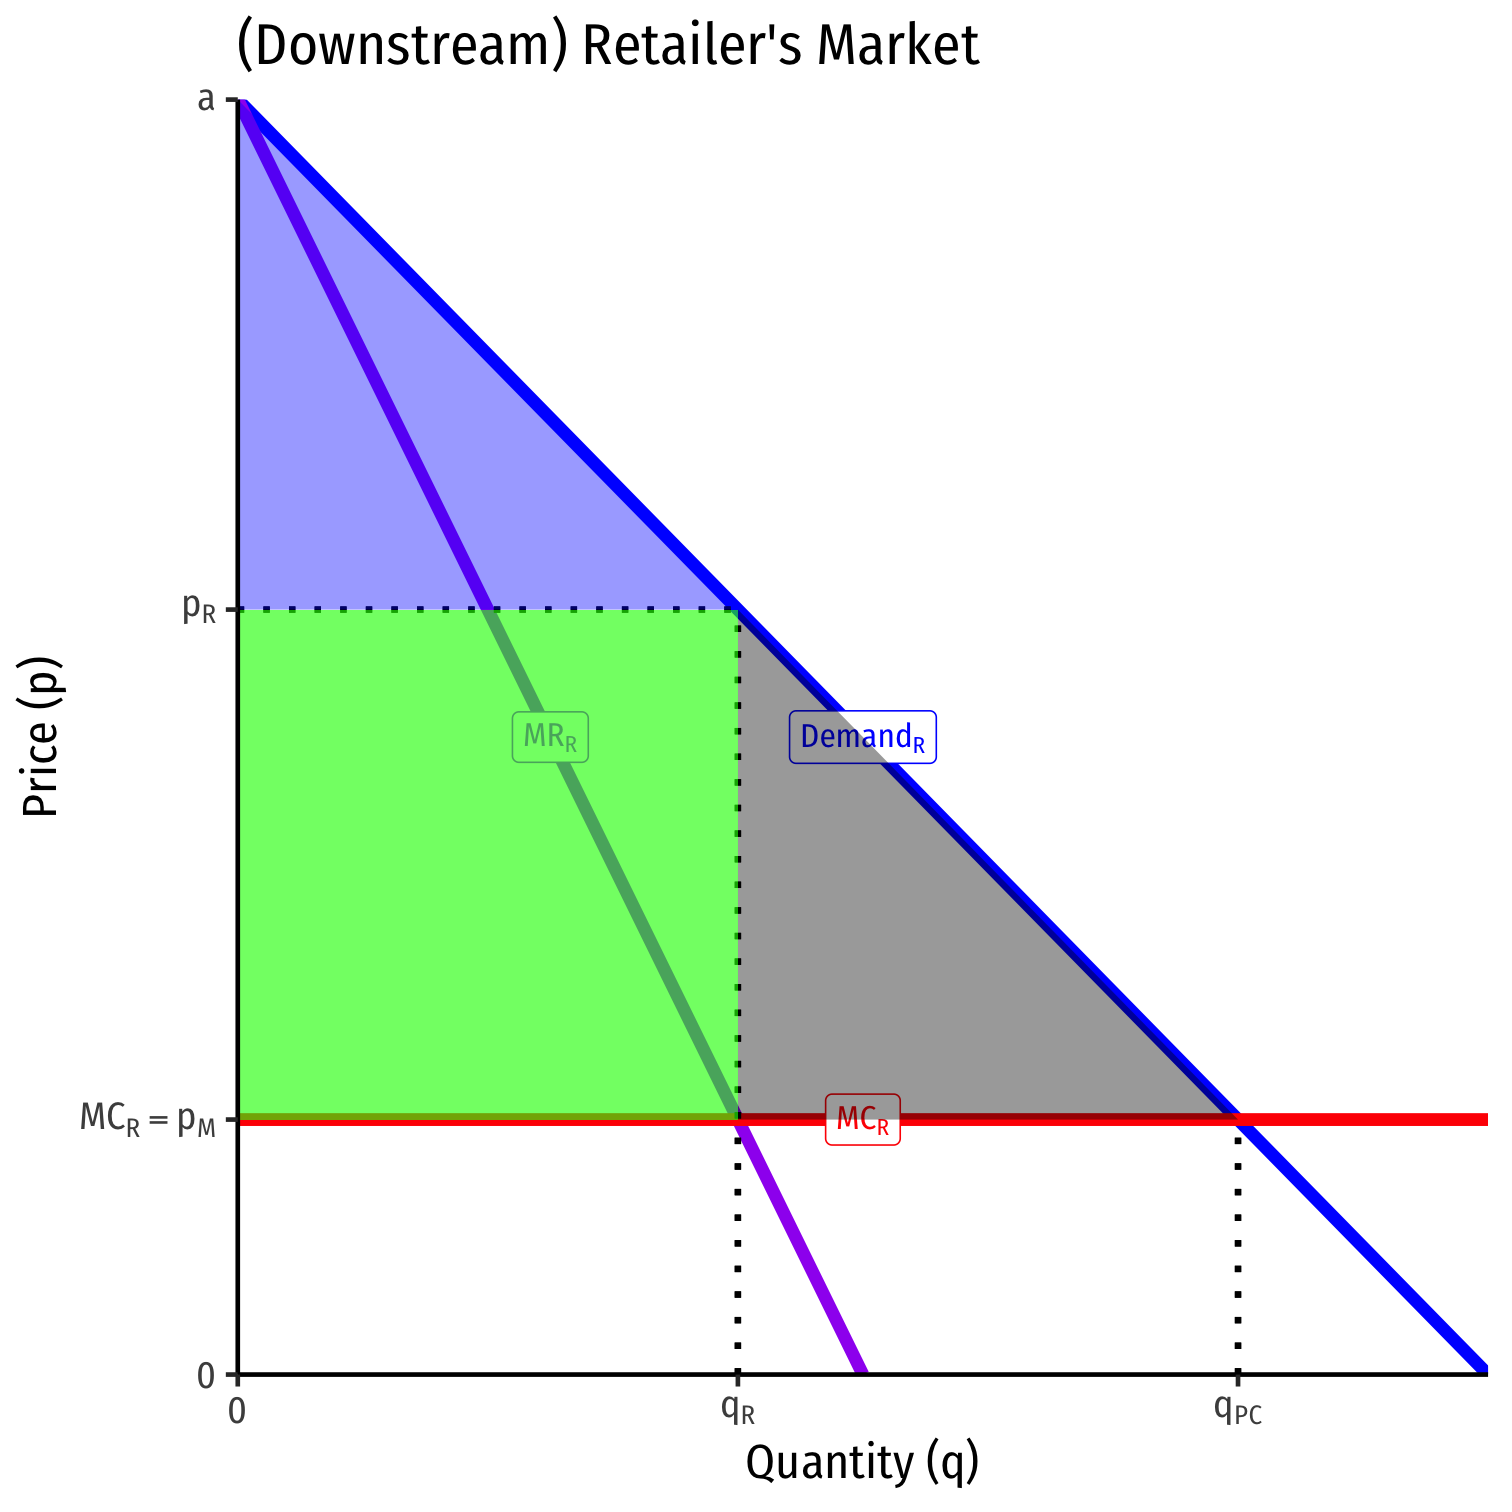 (Downstream) Retailer's Market
a
pR
Price (p)
MRR
DemandR
MCR = pM
MCR
0
0
qR
qPC
Quantity (q)